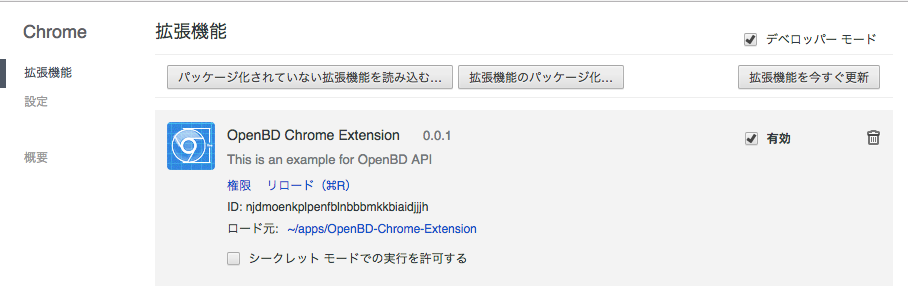 Chrome
拡張機能
デベロッパー モード
拡張機能
設定
概要
パッケージ化されていない拡張機能を読み込む... 拡張機能のパッケージ化... 拡張機能を今すぐ更新
OpenBD Chrome Extension 0.0.1
有効
This is an example for OpenBD API
権限 リロード (⌘R)
ID: njdmoenkplpenfblnbbbmkkbiaidjjjh
ロード元: ~/apps/OpenBD-Chrome-Extension
シークレット モードでの実行を許可する